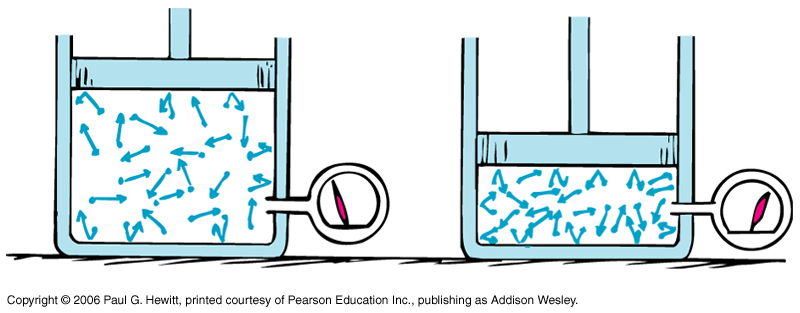 Copyright © 2006 Paul G. Hewitt, printed courtesy of Pearson Education Inc., publishing as Addison Wesley.